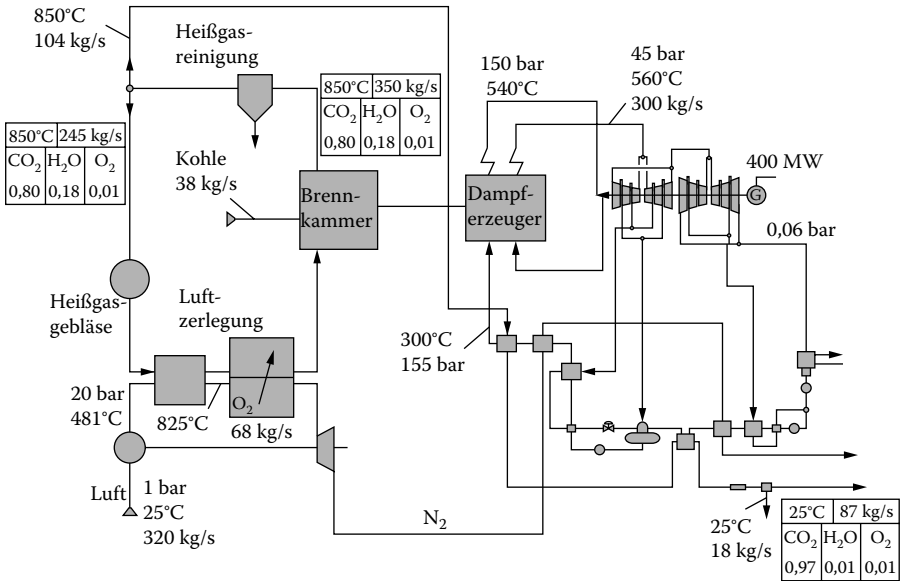 850°C
104 kg/s
Heißgas-
reinigung
150 bar
540°C
45 bar
560°C
300 kg/s
850°C 350 kg/s
CO₂ H₂O O₂
0,80 0,18 0,01
850°C 245 kg/s
CO₂ H₂O O₂
0,80 0,18 0,01
Kohle
38 kg/s
Brenn-
kammer
Dampf-
erzeuger
400 MW
G
0,06 bar
Heißgas-
gebläse
Luft-
zerlegung
300°C
155 bar
20 bar
481°C
825°C
O₂
68 kg/s
Luft
1 bar
25°C
320 kg/s
N₂
25°C
18 kg/s
25°C 87 kg/s
CO₂ H₂O O₂
0,97 0,01 0,01